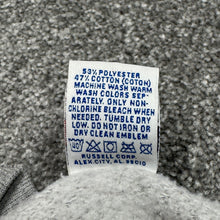 53% POLYESTER
47% COTTON (COTON)
MACHINE WASH WARM
WASH COLORS SEP-
ARATELY. ONLY NON-
CHLORINE BLEACH WHEN
NEEDED. TUMBLE DRY
LOW. DO NOT IRON OR
DRY CLEAN EMBLEM.
RUSSELL CORP.
ALEX. CITY, AL. 35010